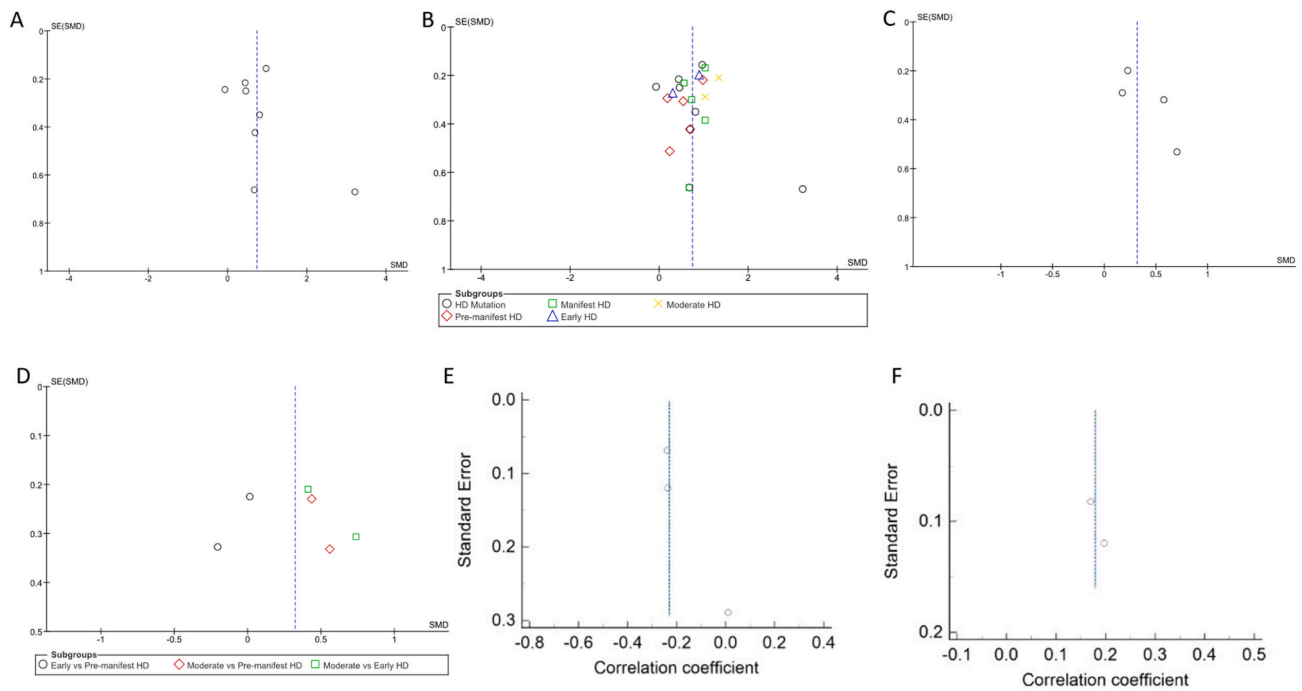 A
SE(SMD)
0
0.2
0.4
0.6
0.8
1
-4
-2
0
2
4
SMD
B
SE(SMD)
0
0.2
0.4
0.6
0.8
1
-4
-2
0
2
4
SMD
Subgroups
HD Mutation
Manifest HD
Moderate HD
Pre-manifest HD
Early HD
C
SE(SMD)
0
0.2
0.4
0.6
0.8
1
-1
-0.5
0
0.5
1
SMD
D
SE(SMD)
0
0.1
0.2
0.3
0.4
0.5
-1
-0.5
0
0.5
1
SMD
Subgroups
Early vs Pre-manifest HD
Moderate vs Pre-manifest HD
Moderate vs Early HD
E
0.0
0.1
0.2
0.3
Standard Error
-0.8 -0.6 -0.4 -0.2 0.0 0.2 0.4
Correlation coefficient
F
0.0
0.1
0.2
Standard Error
-0.1 0.0 0.1 0.2 0.3 0.4 0.5
Correlation coefficient